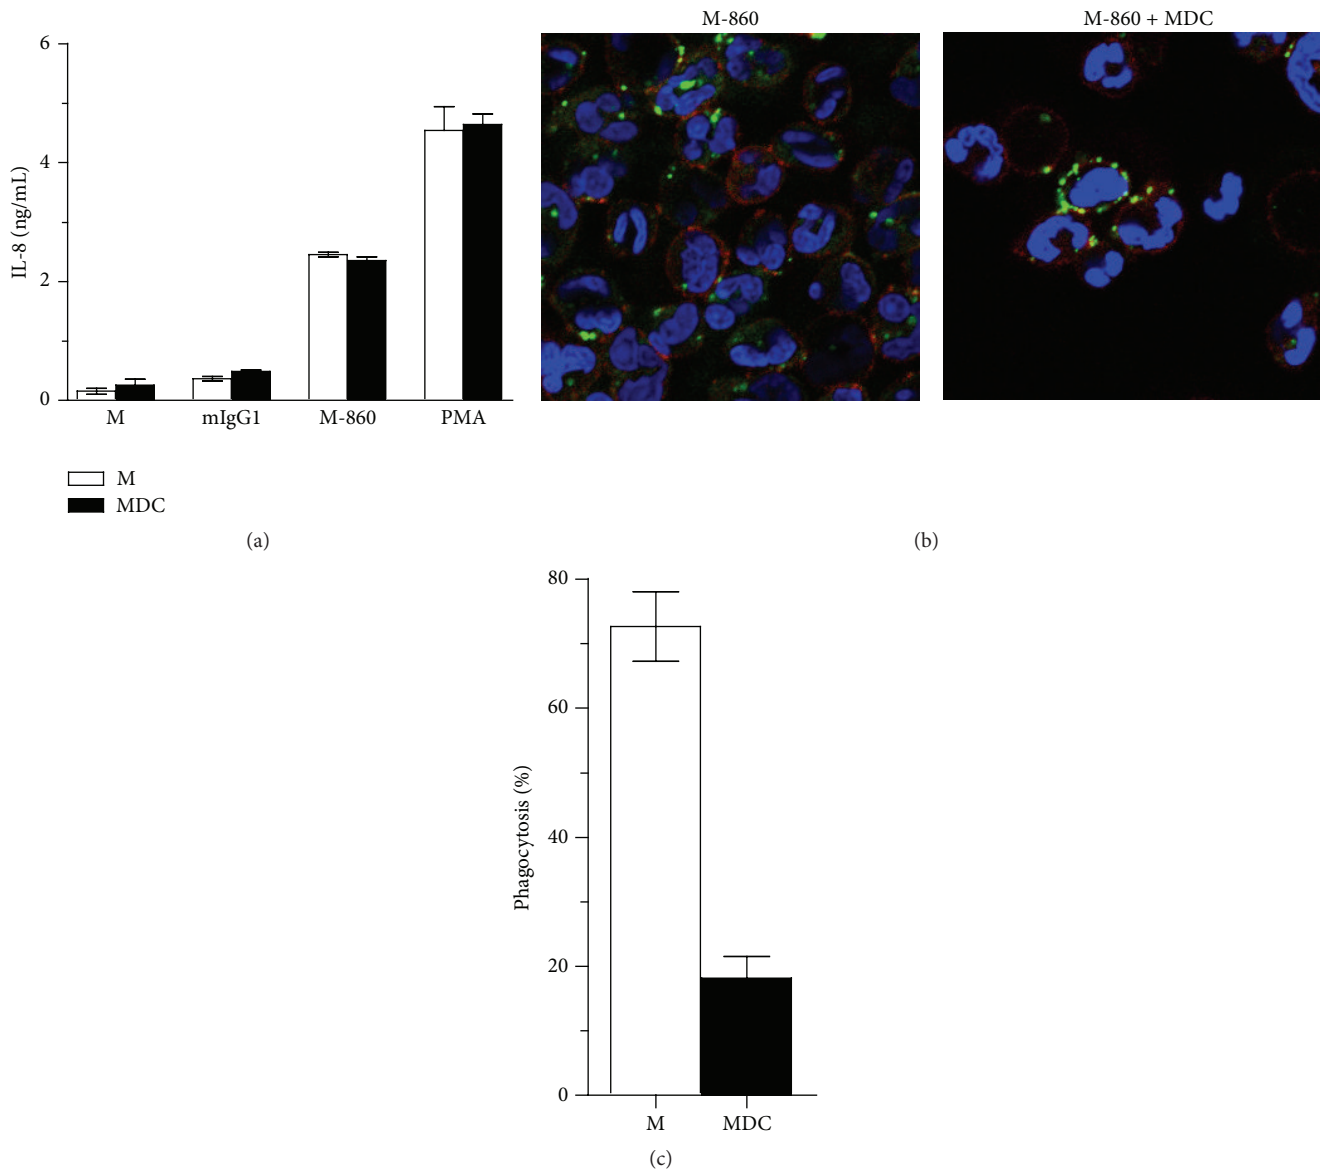 6
4
2
0
IL-8 (ng/mL)
M
mIgG1
M-860
PMA
M
MDC
(a)
M-860
M-860 + MDC
(b)
80
60
40
20
0
Phagocytosis (%)
M
MDC
(c)